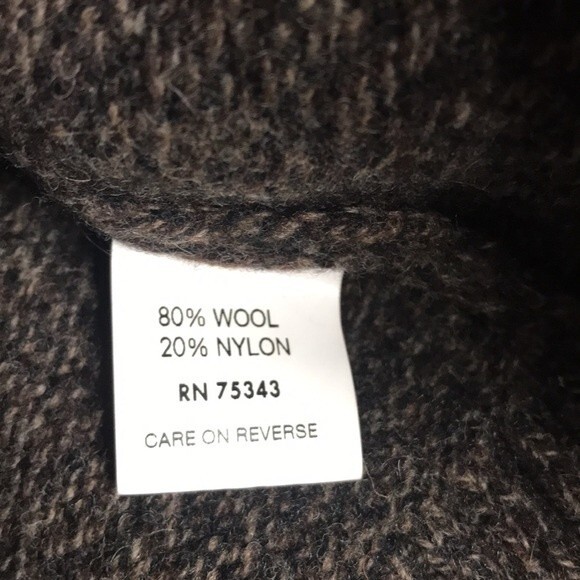 80% WOOL
20% NYLON
RN 75343
CARE ON REVERSE